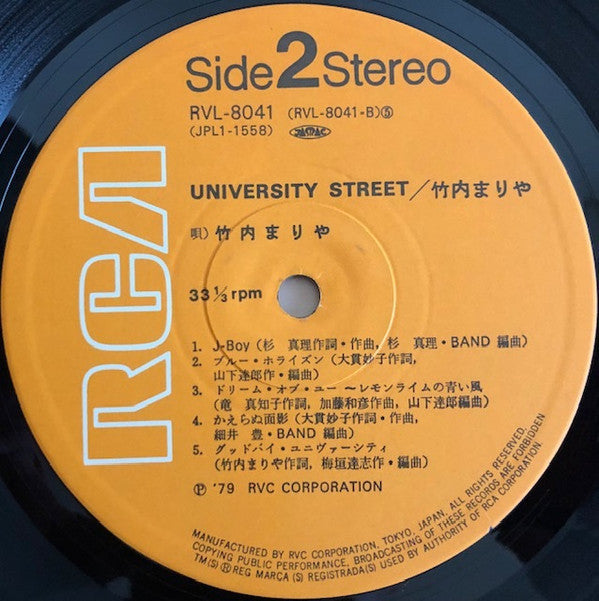 Side 2 Stereo
RVL-8041 (RVL-8041-B)⑤
(JPL1-1558) JASRAC
RCA
UNIVERSITY STREET／竹内まりや
唄) 竹内まりや
33 1/3 rpm
1. J-Boy (杉 真理作詞・作曲, 杉 真理・BAND 編曲)
2. ブルー・ホライズン (大貫妙子作詞,
山下達郎作・編曲)
3. ドリーム・オブ・ユー 〜レモンライムの青い風
(竜 真知子作詞, 加藤和彦作曲, 山下達郎編曲)
4. かえらぬ面影 (大貫妙子作詞・作曲,
細井 豊・BAND 編曲)
5. グッドバイ・ユニヴァーシティ
(竹内まりや作詞, 梅垣達志作・編曲)
Ⓟ '79 RVC CORPORATION
MANUFACTURED BY RVC CORPORATION, TOKYO, JAPAN. ALL RIGHTS RESERVED.
COPYING PUBLIC PERFORMANCE, BROADCASTING OF THESE RECORDS ARE FORBIDDEN
TM(S) ® REG MARCA(S) REGISTRADA(S) USED BY AUTHORITY OF RCA CORPORATION